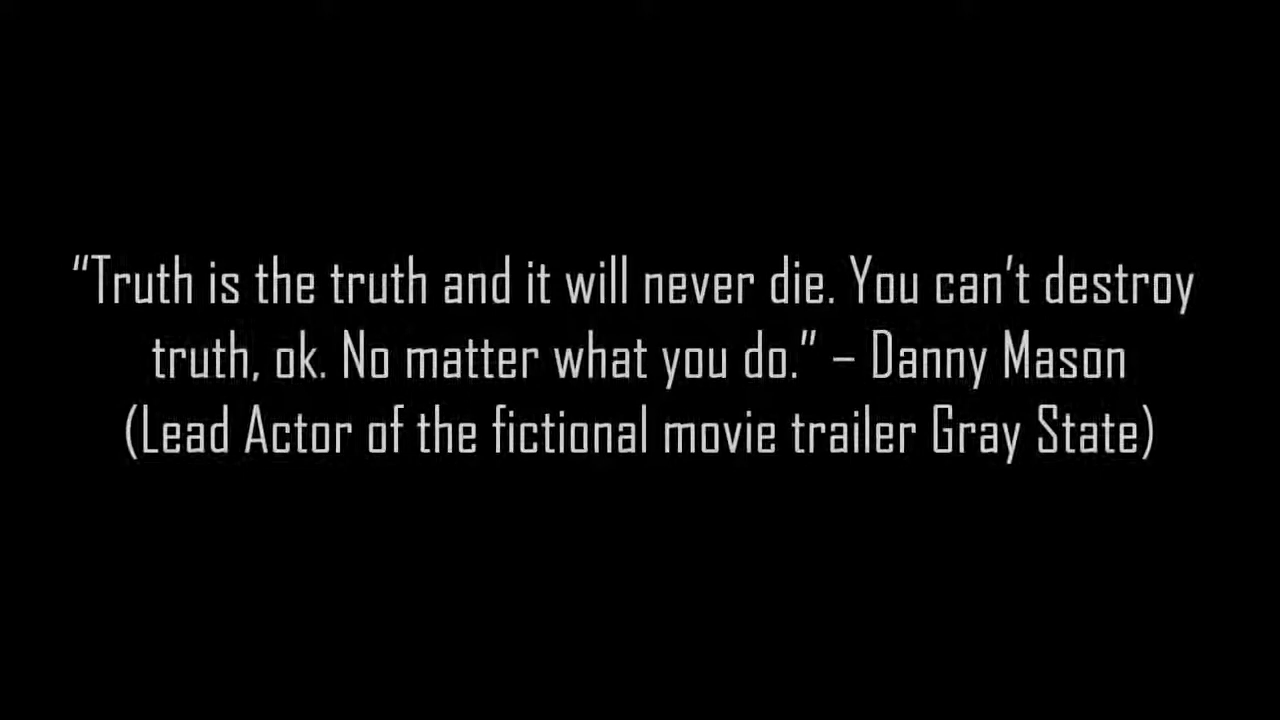 “Truth is the truth and it will never die. You can’t destroy
truth, ok. No matter what you do.” – Danny Mason
(Lead Actor of the fictional movie trailer Gray State)